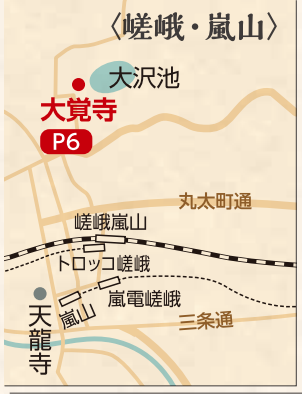 〈嵯峨・嵐山〉
大沢池
大覚寺
P6
丸太町通
嵯峨嵐山
トロッコ嵯峨
嵐電嵯峨
嵐山
三条通
天龍寺